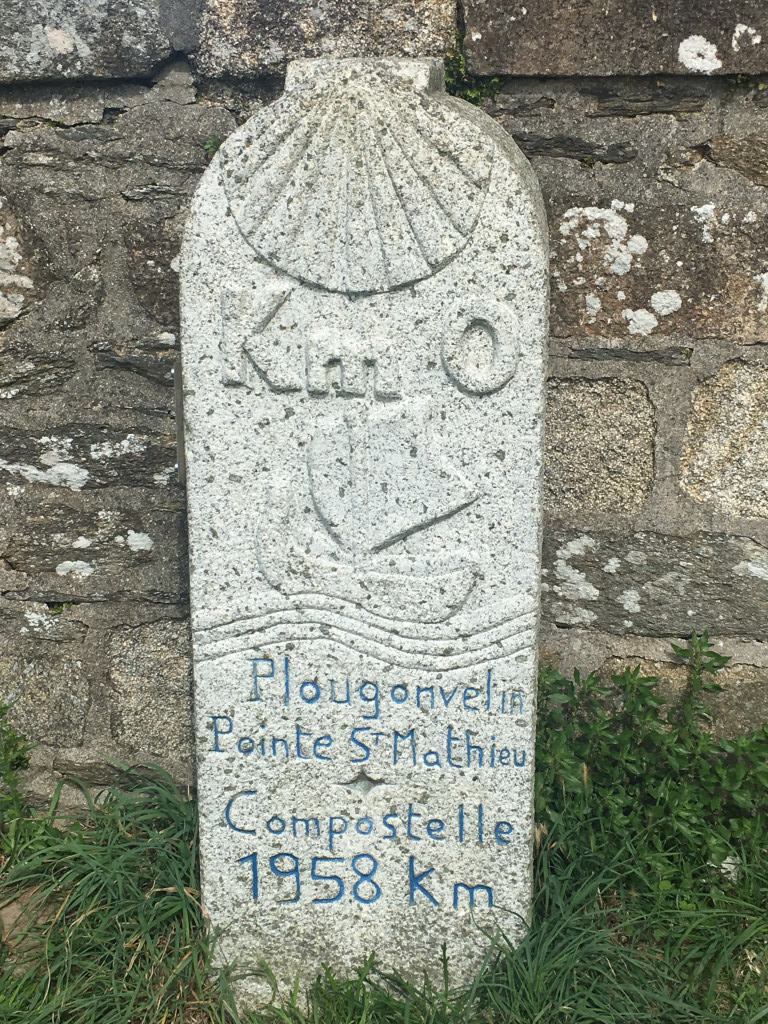 Km 0
Plougonvelin
Pointe ST Mathieu
Compostelle
1958 km